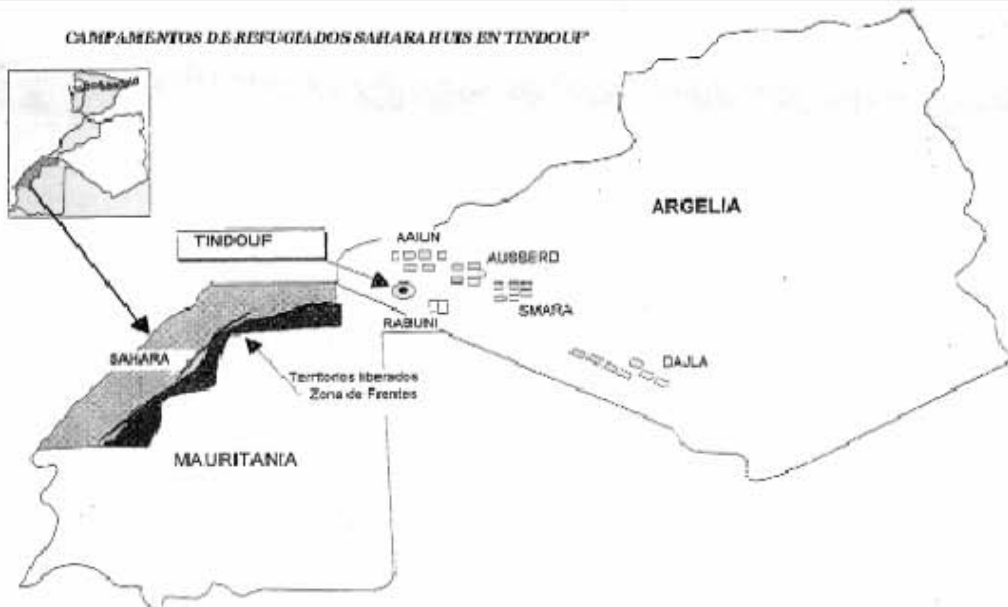 CAMPAMENTOS DE REFUGIADOS SAHARAHUIS EN TINDOUF
ARGELIA
AAIUN
TINDOUF
AUSSERD
SMARA
RABUNI
SAHARA
DAJLA
Territorios liberados
Zona de Frentes
MAURITANIA